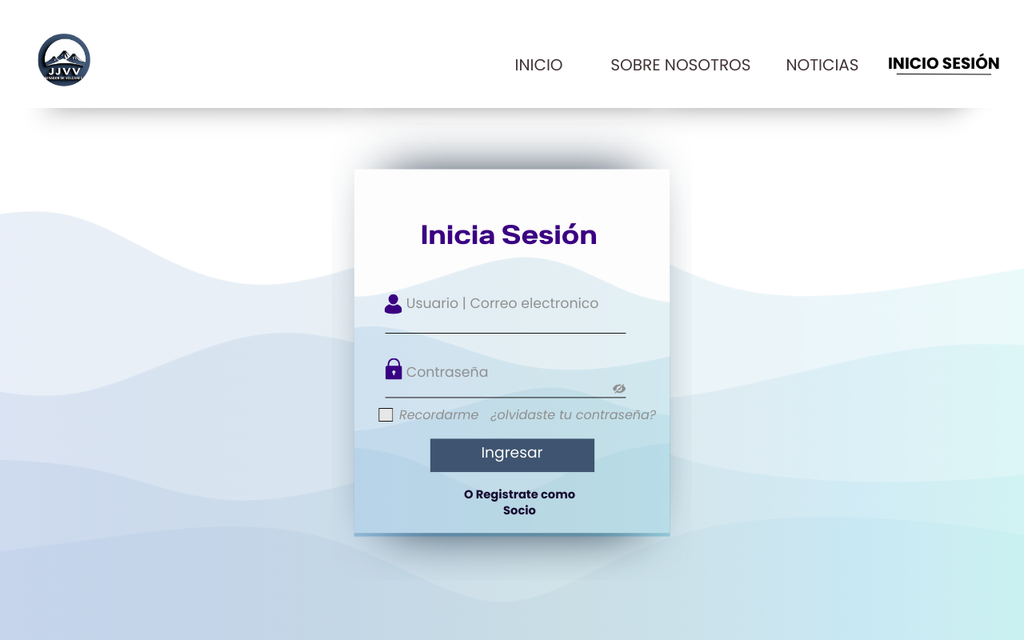 JJVV
INICIO
SOBRE NOSOTROS
NOTICIAS
INICIO SESIÓN
Inicia Sesión
Usuario | Correo electronico
Contraseña
Recordarme
¿olvidaste tu contraseña?
Ingresar
O Registrate como
Socio